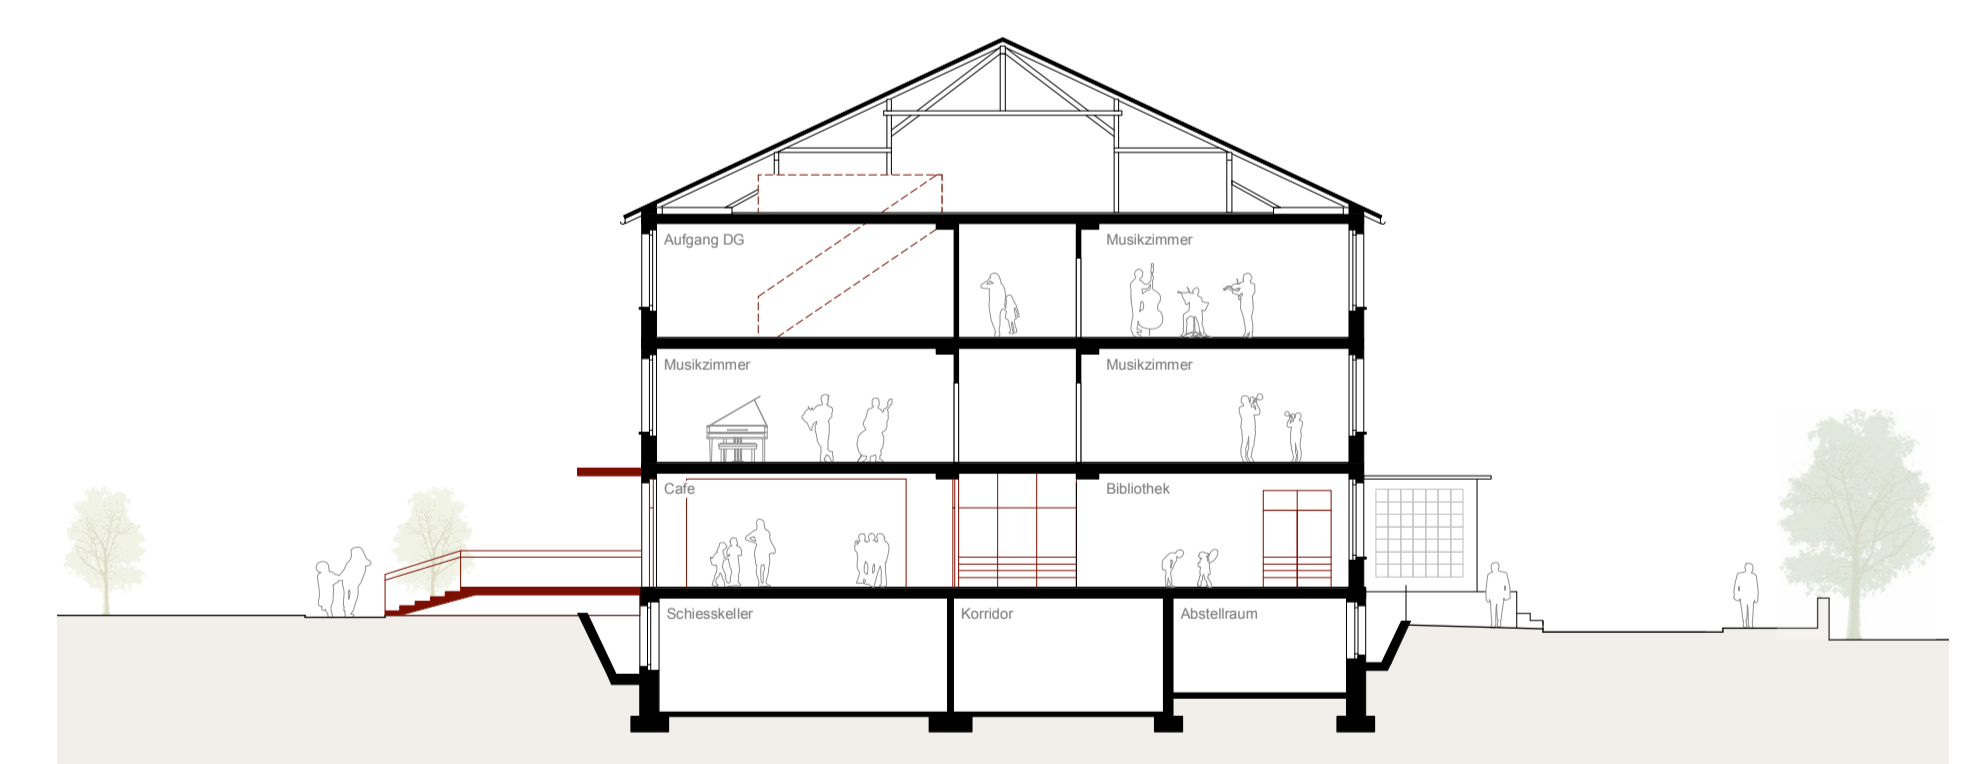 Aufgang DG
Musikzimmer
Musikzimmer
Musikzimmer
Cafe
Bibliothek
Schiesskeller
Korridor
Abstellraum